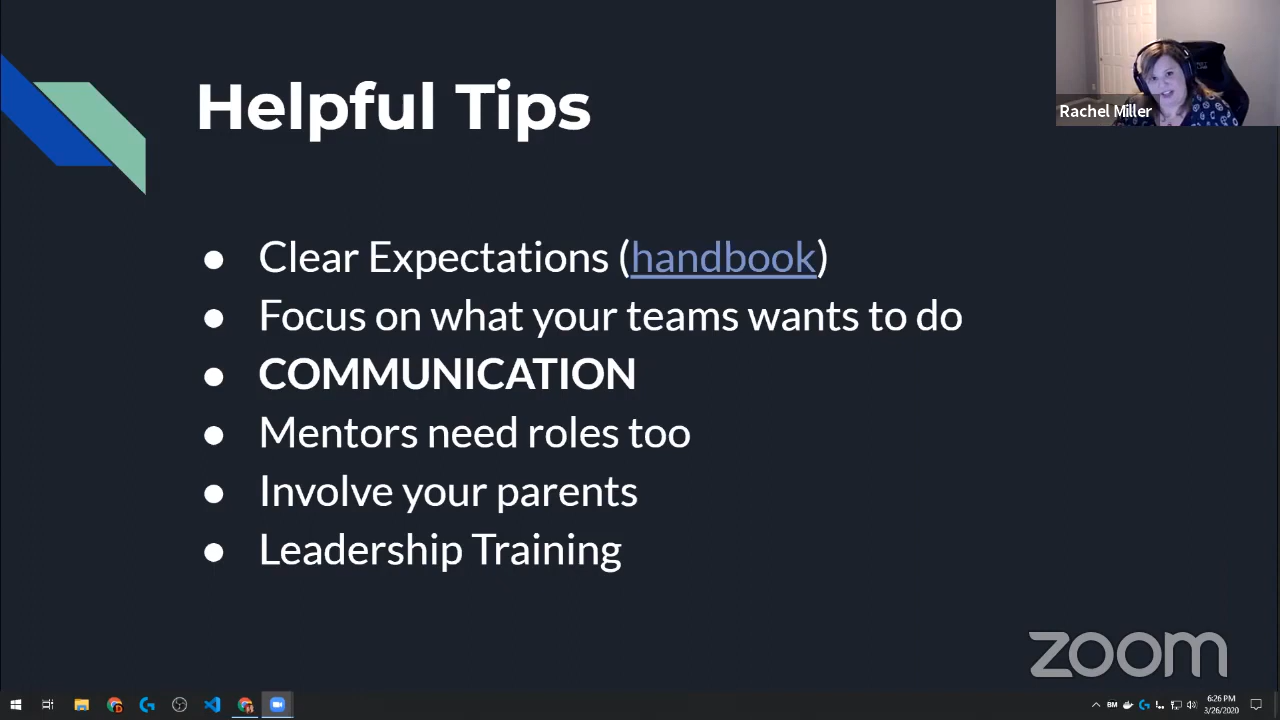 Helpful Tips
Rachel Miller
● Clear Expectations (handbook)
● Focus on what your teams wants to do
● COMMUNICATION
● Mentors need roles too
● Involve your parents
● Leadership Training
zoom
BM
6:26 PM
3/26/2020